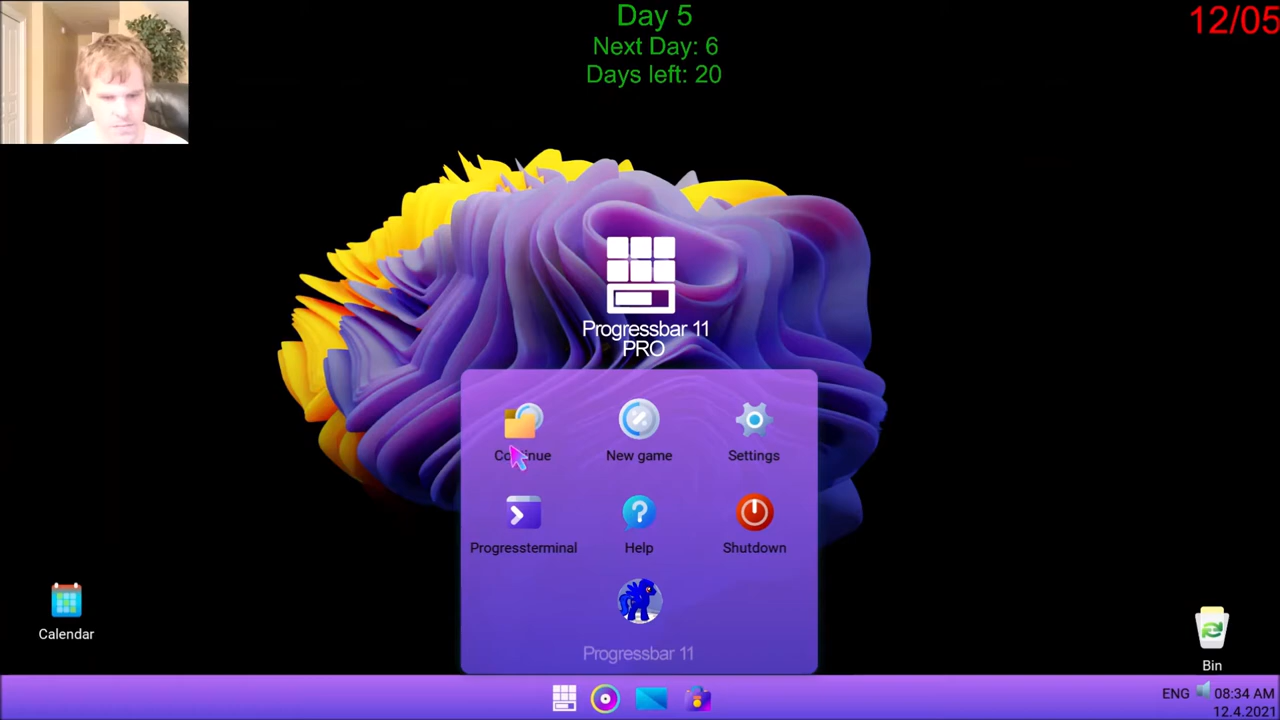 Day 5
Next Day: 6
Days left: 20
12/05
Progressbar 11
PRO
Continue
New game
Settings
Progressterminal
Help
Shutdown
Progressbar 11
Calendar
Bin
ENG
08:34 AM
12.4.2021